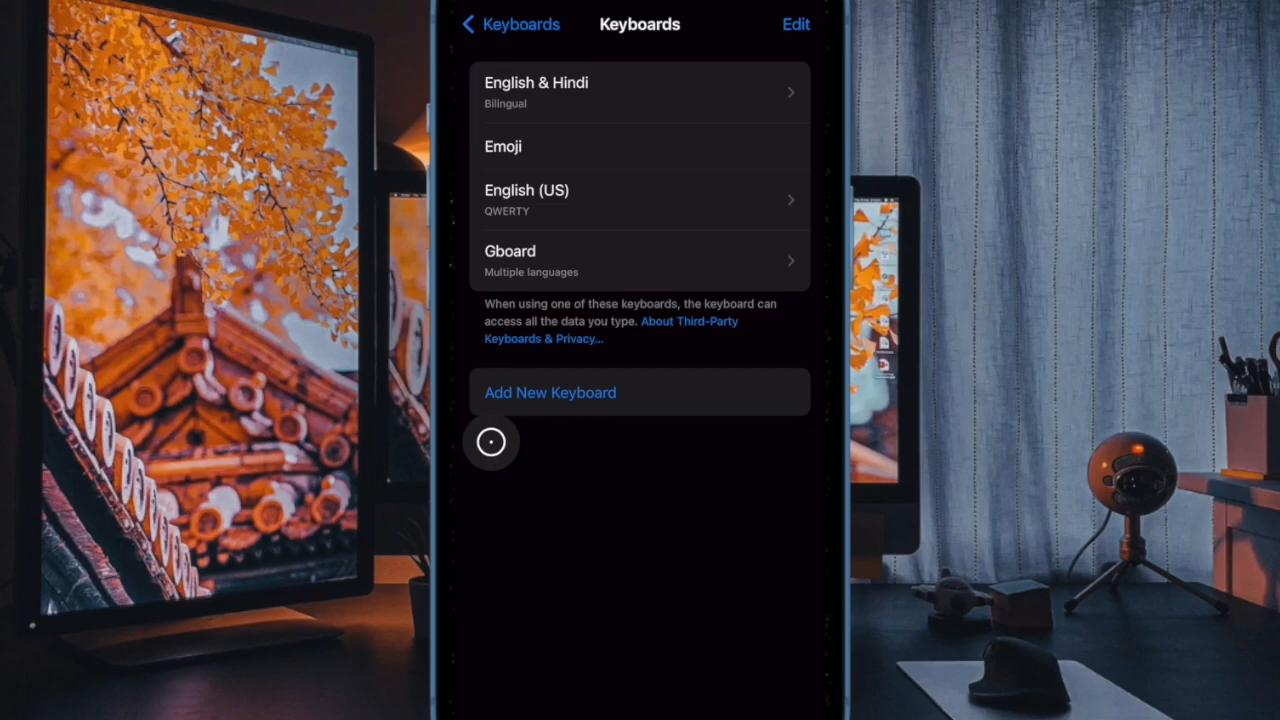 Keyboards
Keyboards
Edit
English & Hindi
Bilingual
Emoji
English (US)
QWERTY
Gboard
Multiple languages
When using one of these keyboards, the keyboard can
access all the data you type. About Third-Party
Keyboards & Privacy...
Add New Keyboard